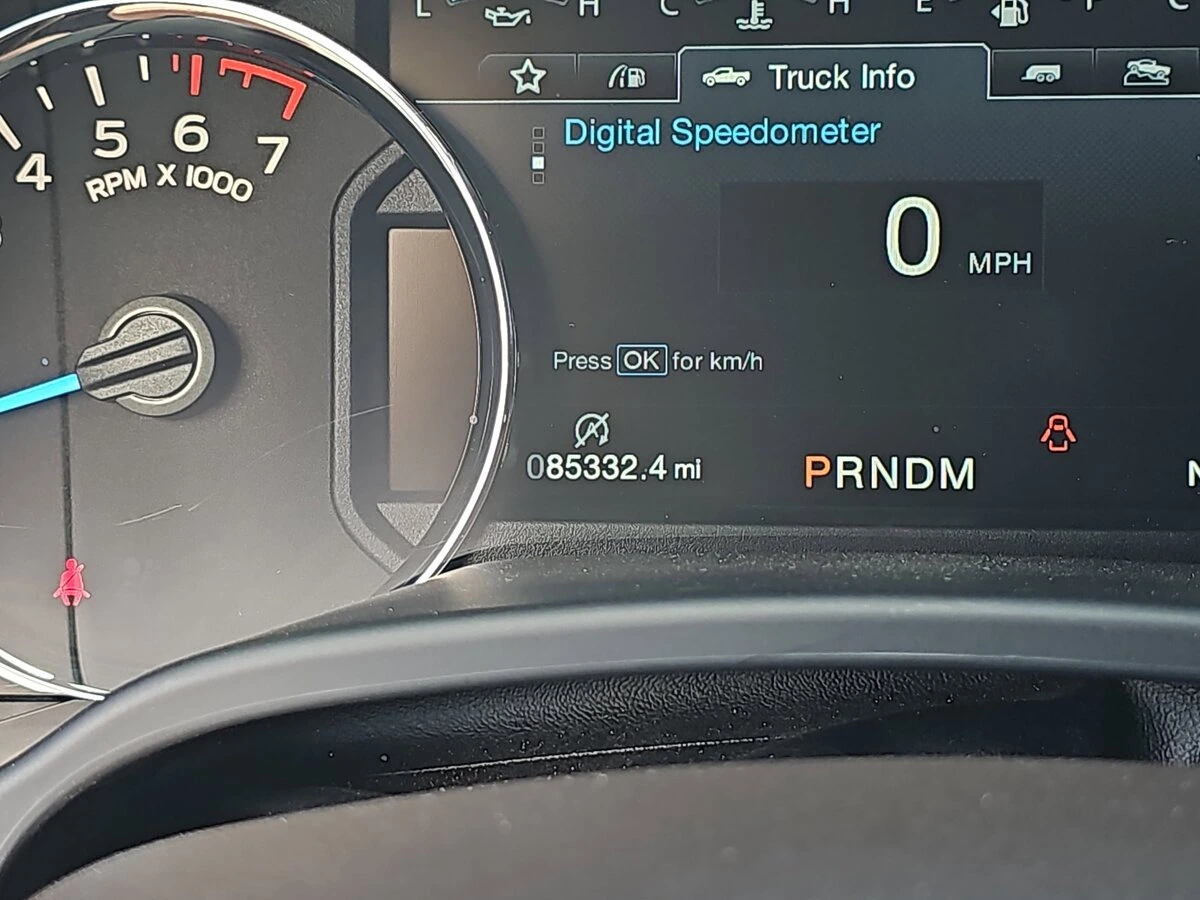 L H C H E F C
Truck Info
Digital Speedometer
4 5 6 7
RPM X 1000
0 MPH
Press OK for km/h
A
085332.4 mi
PRNDM